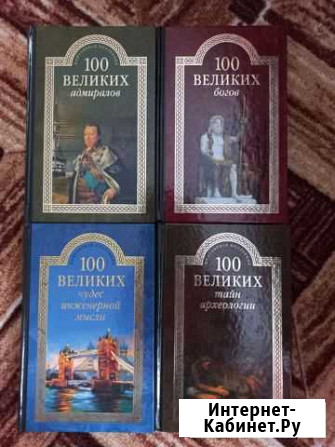 100
ВЕЛИКИХ
адмиралов
100
ВЕЛИКИХ
богов
100
ВЕЛИКИХ
чудес
инженерной
мысли
100
ВЕЛИКИХ
тайн
археологии
Интернет-
Кабинет.Ру